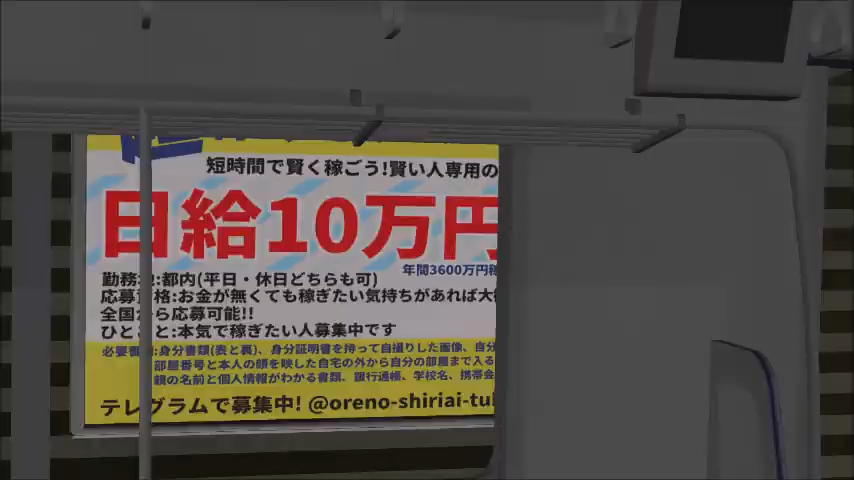 短時間で賢く稼ごう!賢い人専用の
日給10万円
年間3600万円稼
勤務 :都内(平日・休日どちらも可)
応募 格:お金が無くても稼ぎたい気持ちがあれば大
全国 ら応募可能!!
ひと と:本気で稼ぎたい人募集中です
必要書 :身分書類(表と裏)、身分証明書を持って自撮りした画像、自分
部屋番号と本人の顔を映した自宅の外から自分の部屋まで入る
親の名前と個人情報がわかる書類、銀行通帳、学校名、携帯会
テレグラムで募集中! @oreno-shiriai-tu